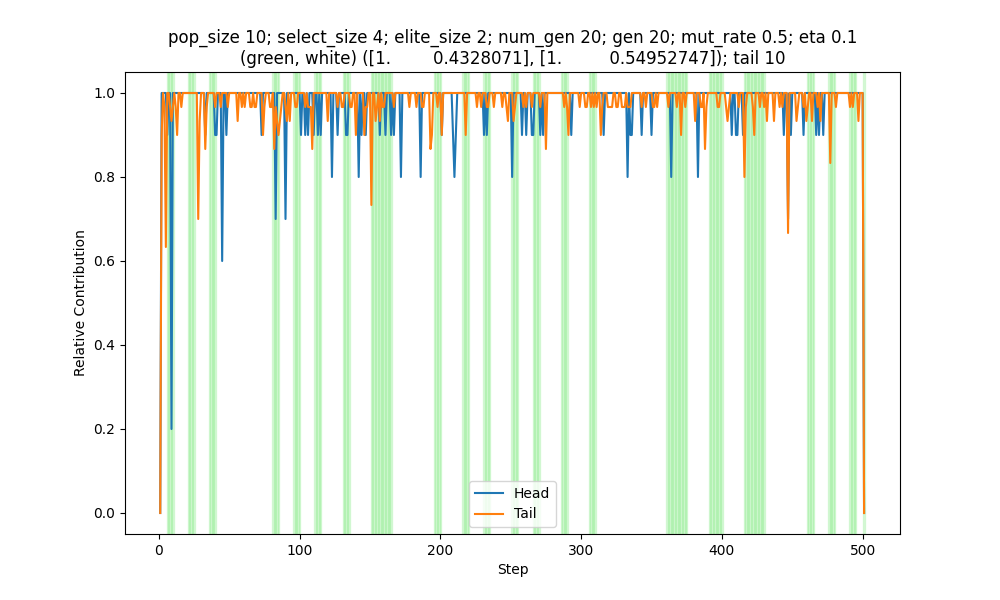 pop_size 10; select_size 4; elite_size 2; num_gen 20; gen 20; mut_rate 0.5; eta 0.1
(green, white) ([1. 0.4328071], [1. 0.54952747]); tail 10
Relative Contribution
1.0
0.8
0.6
0.4
0.2
0.0
Head
Tail
0 100 200 300 400 500
Step